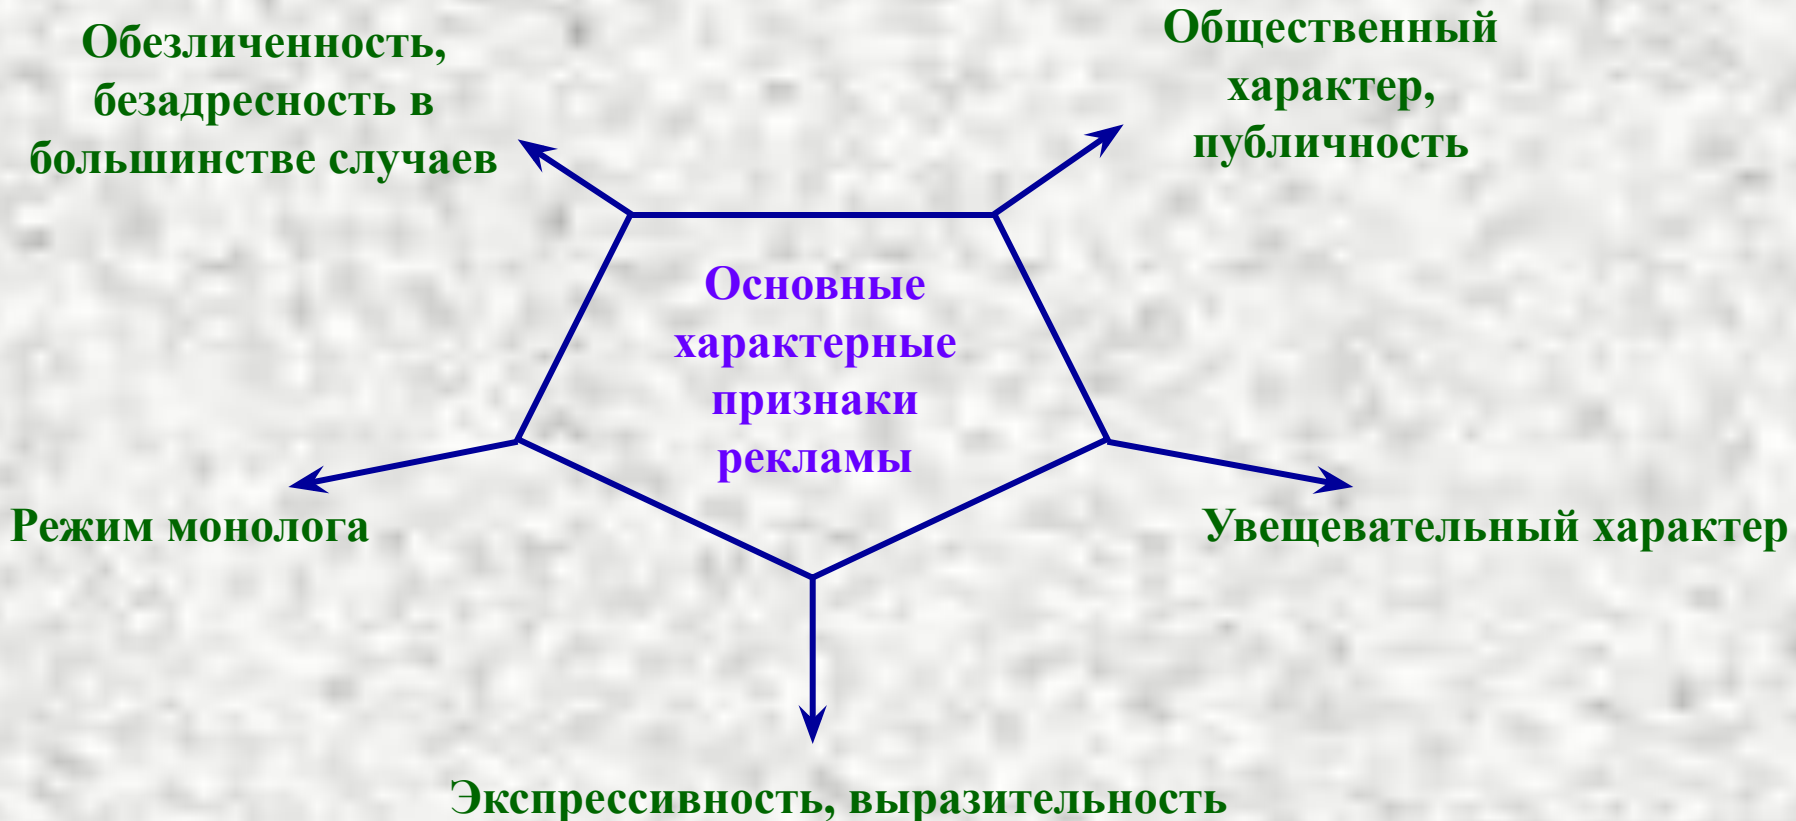 Обезличенность,
безадресность в
большинстве случаев
Общественный
характер,
публичность
Основные
характерные
признаки
рекламы
Режим монолога
Увещевательный характер
Экспрессивность, выразительность